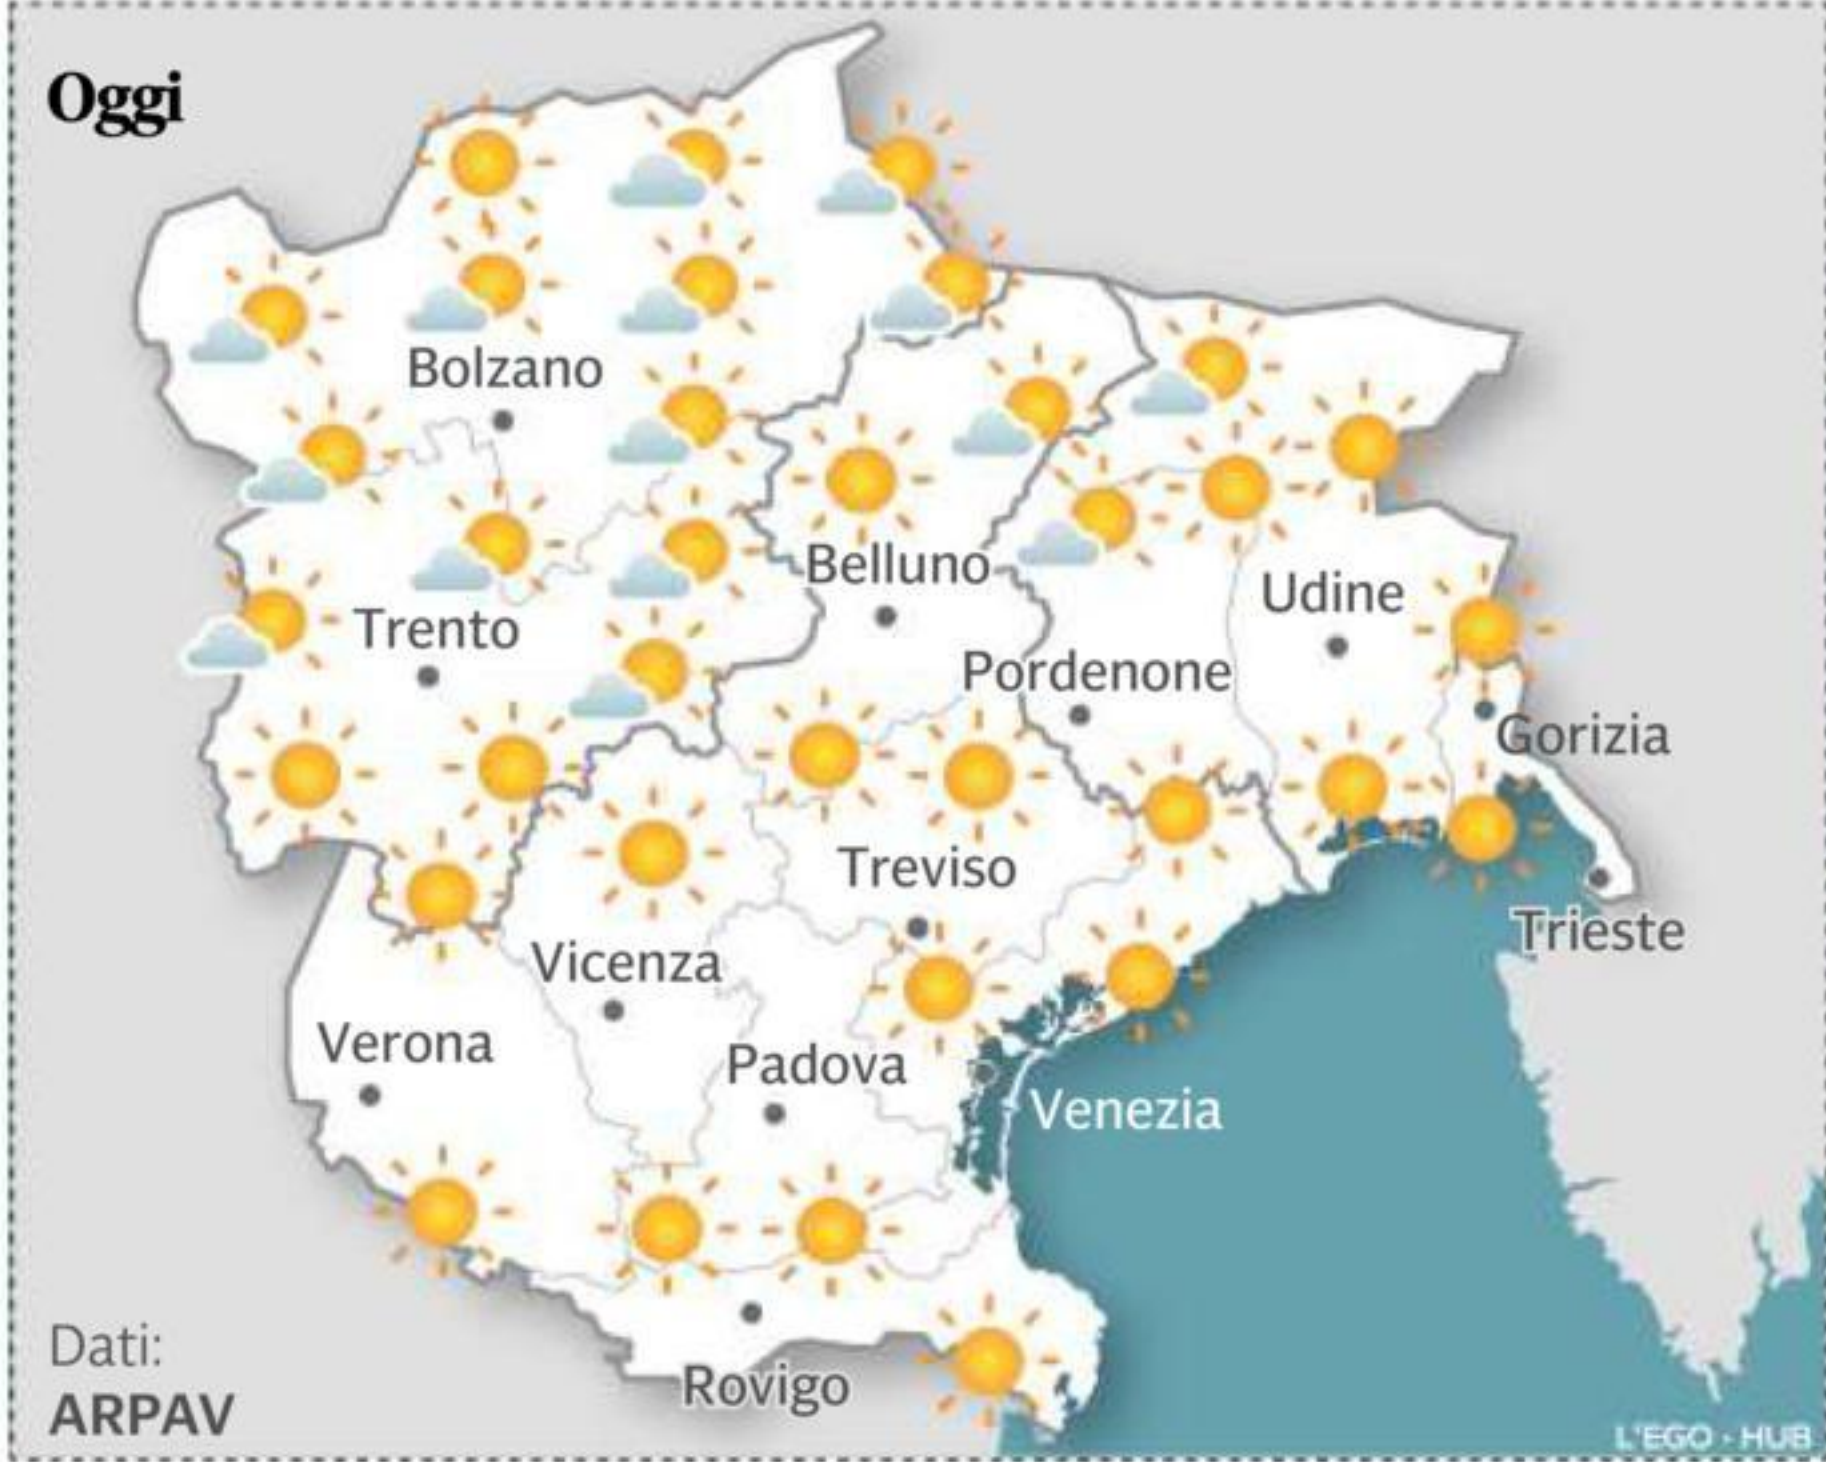 Oggi
Bolzano
Belluno
Udine
Trento
Pordenone
Gorizia
Treviso
Trieste
Vicenza
Verona
Padova
Venezia
Rovigo
Dati:
ARPAV
L'EGO - HUB